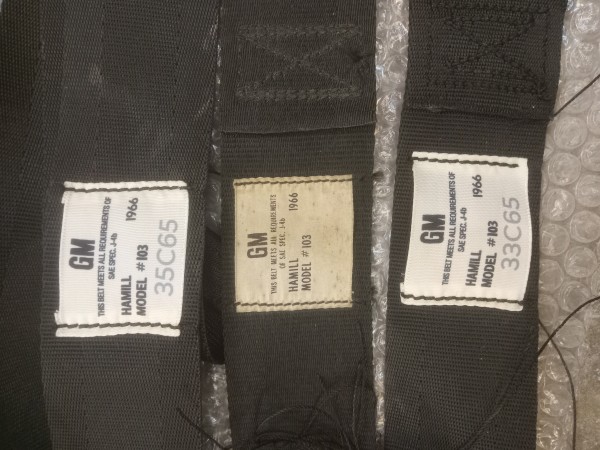 GM
THIS BELT MEETS ALL REQUIREMENTS OF
SAE SPEC. J-4b
HAMILL 1966
MODEL #103
35C65
GM
THIS BELT MEETS ALL REQUIREMENTS
OF SAE SPEC. J-4b
HAMILL 1966
MODEL #103
GM
THIS BELT MEETS ALL REQUIREMENTS OF
SAE SPEC. J-4b
HAMILL 1966
MODEL #103
33C65